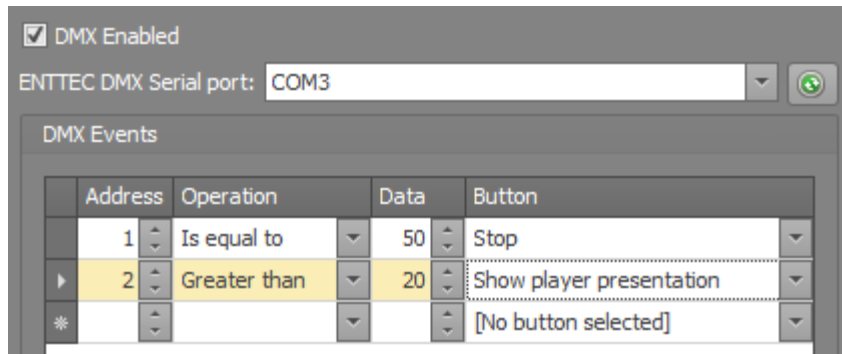 DMX Enabled
ENTTEC DMX Serial port: COM3
DMX Events
Address Operation Data Button
1 Is equal to 50 Stop
2 Greater than 20 Show player presentation
[No button selected]